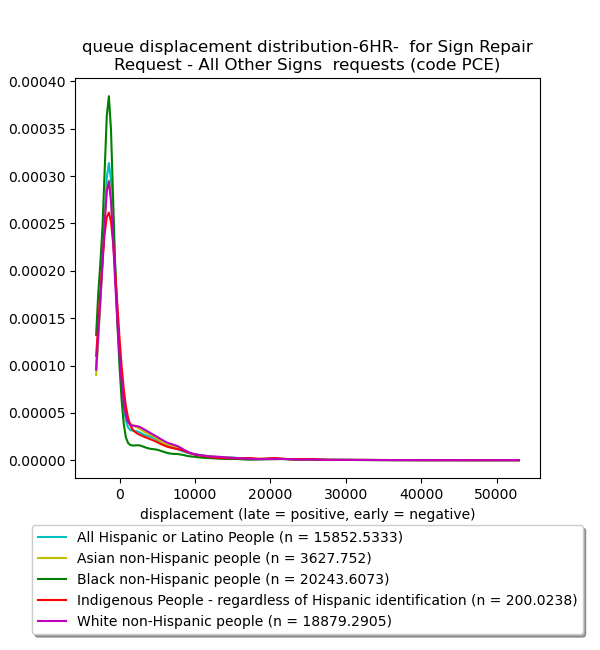 queue displacement distribution-6HR-  for Sign Repair
Request - All Other Signs  requests (code PCE)
0.00040
0.00035
0.00030
0.00025
0.00020
0.00015
0.00010
0.00005
0.00000
0 10000 20000 30000 40000 50000
displacement (late = positive, early = negative)
All Hispanic or Latino People (n = 15852.5333)
Asian non-Hispanic people (n = 3627.752)
Black non-Hispanic people (n = 20243.6073)
Indigenous People - regardless of Hispanic identification (n = 200.0238)
White non-Hispanic people (n = 18879.2905)